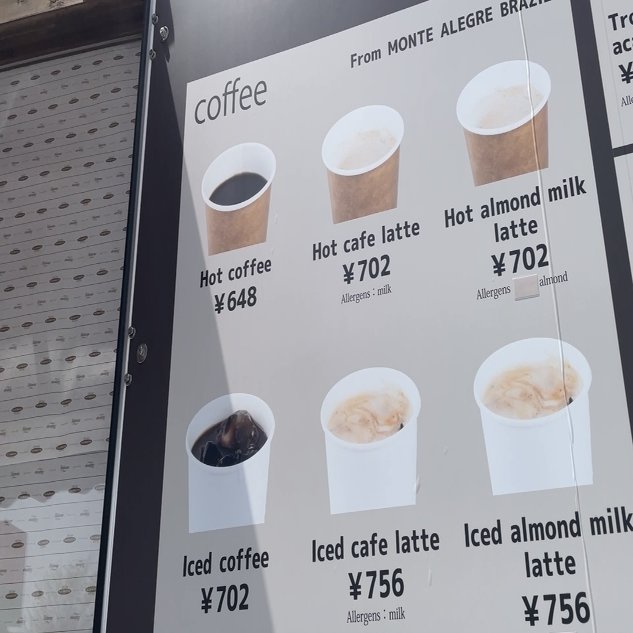 From MONTE ALEGRE BRAZIL
coffee
Hot coffee
¥648
Hot cafe latte
¥702
Allergens : milk
Hot almond milk
latte
¥702
Allergens almond
Iced coffee
¥702
Iced cafe latte
¥756
Allergens : milk
Iced almond milk
latte
¥756
¥